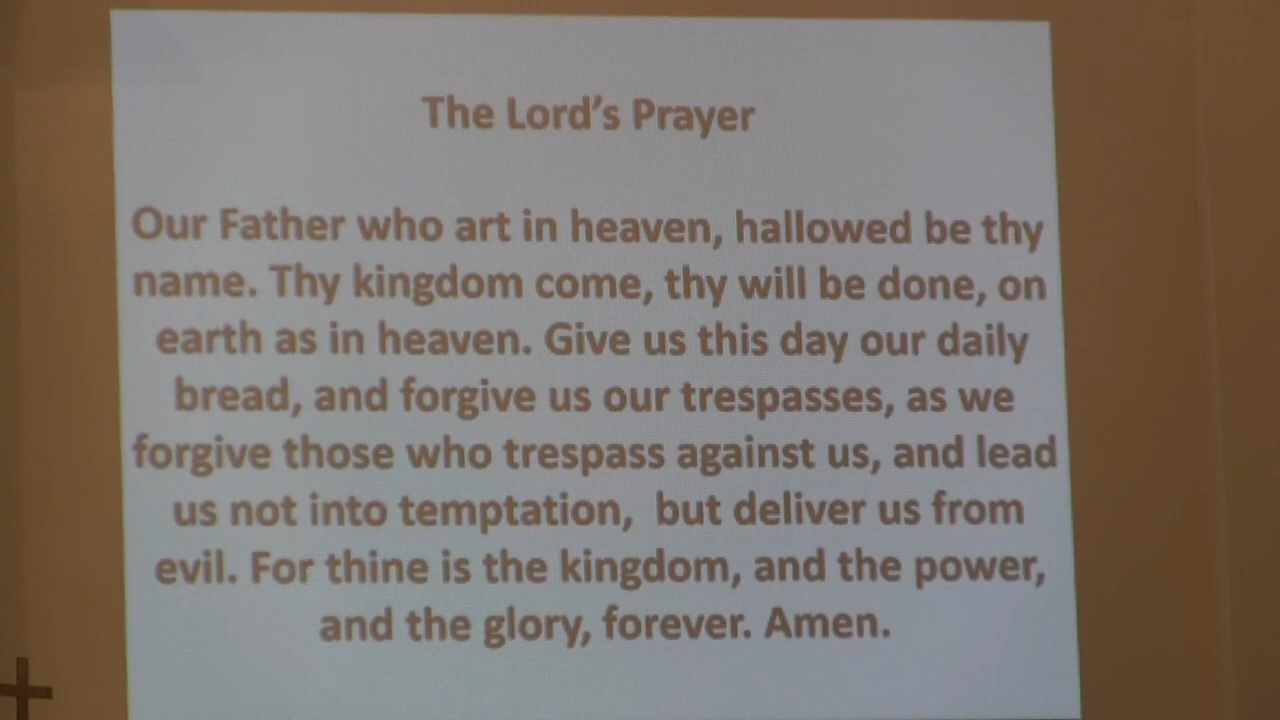 The Lord's Prayer
Our Father who art in heaven, hallowed be thy
name. Thy kingdom come, thy will be done, on
earth as in heaven. Give us this day our daily
bread, and forgive us our trespasses, as we
forgive those who trespass against us, and lead
us not into temptation,  but deliver us from
evil. For thine is the kingdom, and the power,
and the glory, forever. Amen.